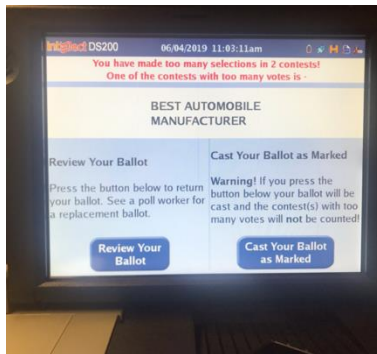 intElect DS200 06/04/2019 11:03:11am
You have made too many selections in 2 contests!
One of the contests with too many votes is -
BEST AUTOMOBILE
MANUFACTURER
Review Your Ballot
Press the button below to return
your ballot. See a poll worker for
a replacement ballot.
Review Your
Ballot
Cast Your Ballot as Marked
Warning! If you press the
button below your ballot will be
cast and the contest(s) with too
many votes will not be counted!
Cast Your Ballot
as Marked